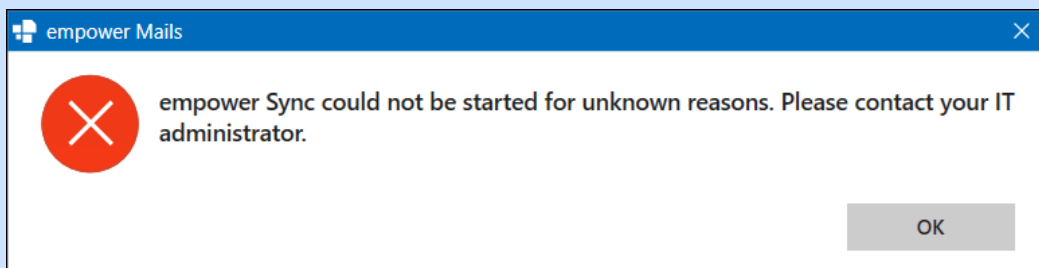 empower Mails
empower Sync could not be started for unknown reasons. Please contact your IT
administrator.
OK